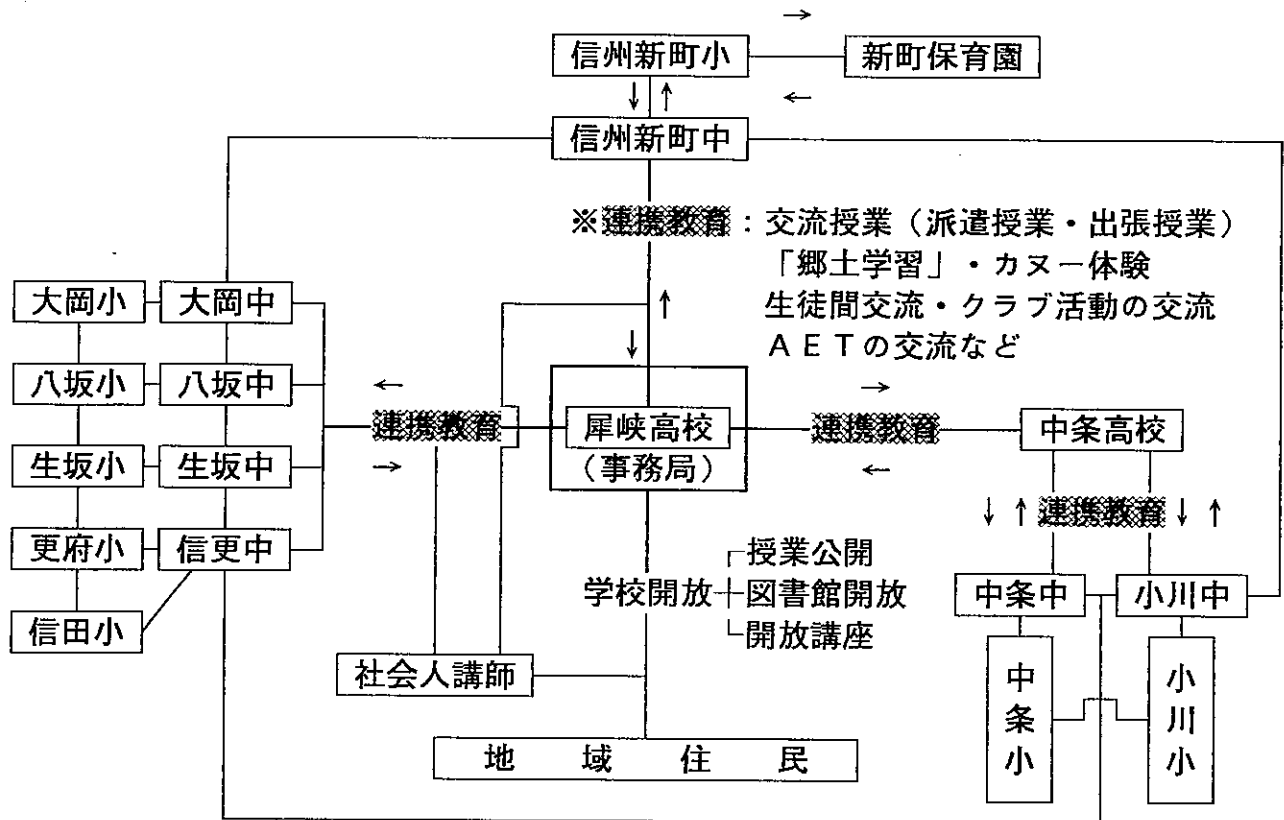 →
信州新町小 新町保育園
↓ ↑ ←
信州新町中
※連携教育：交流授業（派遣授業・出張授業）
「郷土学習」・カヌー体験
生徒間交流・クラブ活動の交流
ＡＥＴの交流など
大岡小 大岡中
↑
↓
八坂小 八坂中
← →
連携教育 犀峡高校 連携教育 中条高校
（事務局）
→ ←
生坂小 生坂中
↓ ↑ 連携教育 ↓ ↑
更府小 信更中
信田小
授業公開
学校開放 図書館開放
開放講座
中条中 小川中
社会人講師
中条小 小川小
地域住民